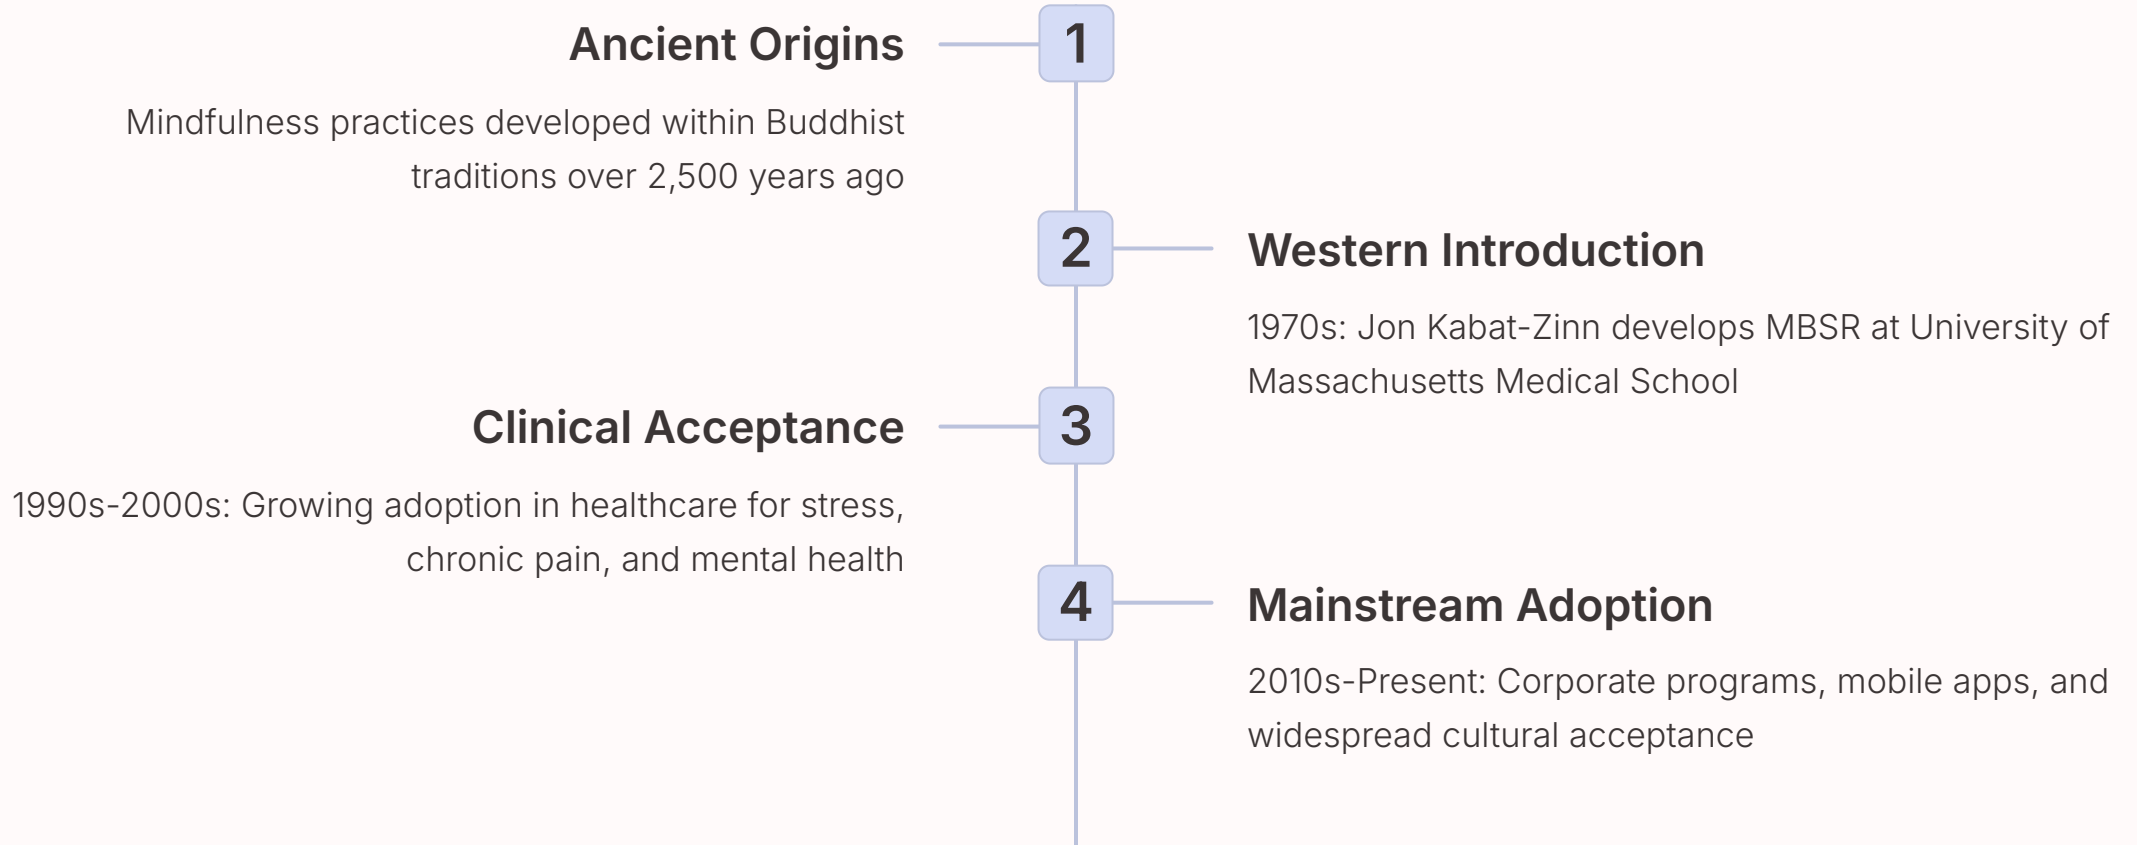 1
Ancient Origins
Mindfulness practices developed within Buddhist
traditions over 2,500 years ago
2
Western Introduction
1970s: Jon Kabat-Zinn develops MBSR at University of
Massachusetts Medical School
3
Clinical Acceptance
1990s-2000s: Growing adoption in healthcare for stress,
chronic pain, and mental health
4
Mainstream Adoption
2010s-Present: Corporate programs, mobile apps, and
widespread cultural acceptance